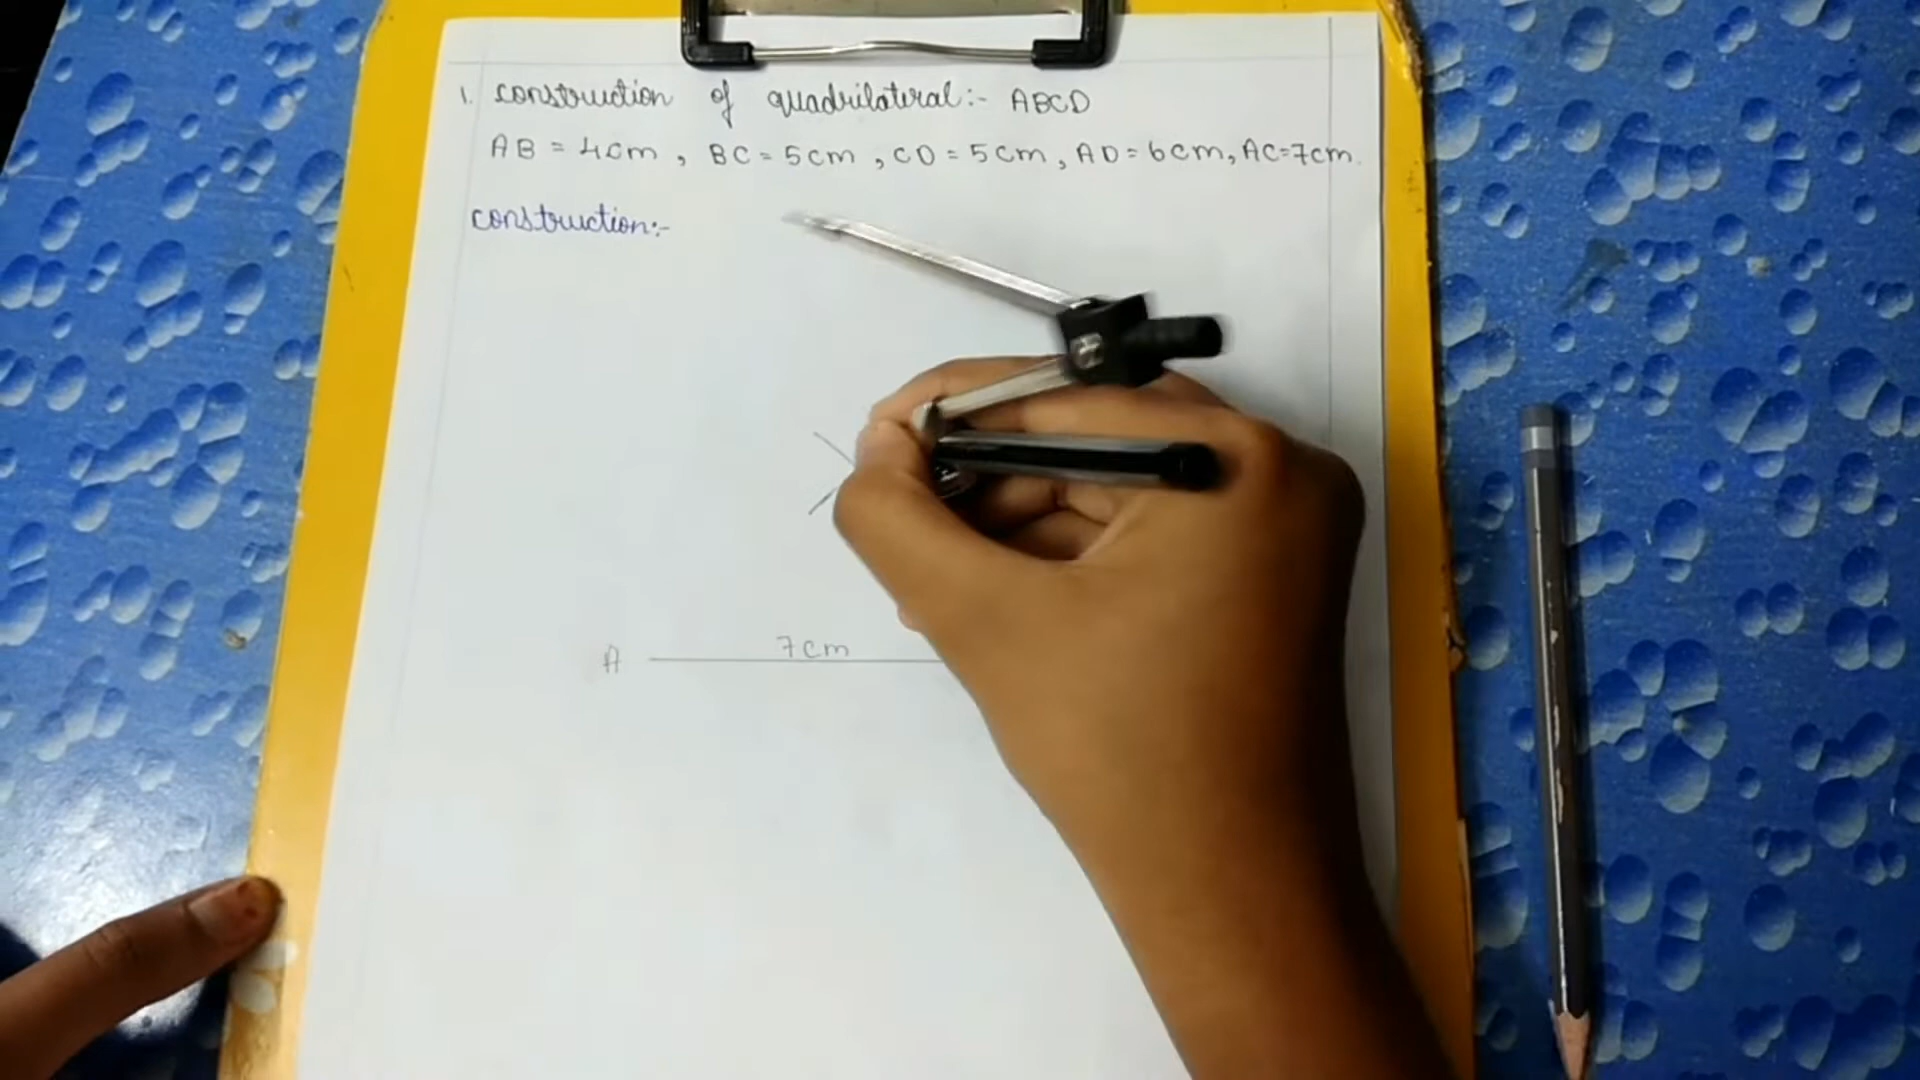 1. construction of quadrilateral:- ABCD
AB = 4cm, BC = 5cm, CD = 5cm, AD = 6cm, AC=7cm.
construction:-
7cm
A